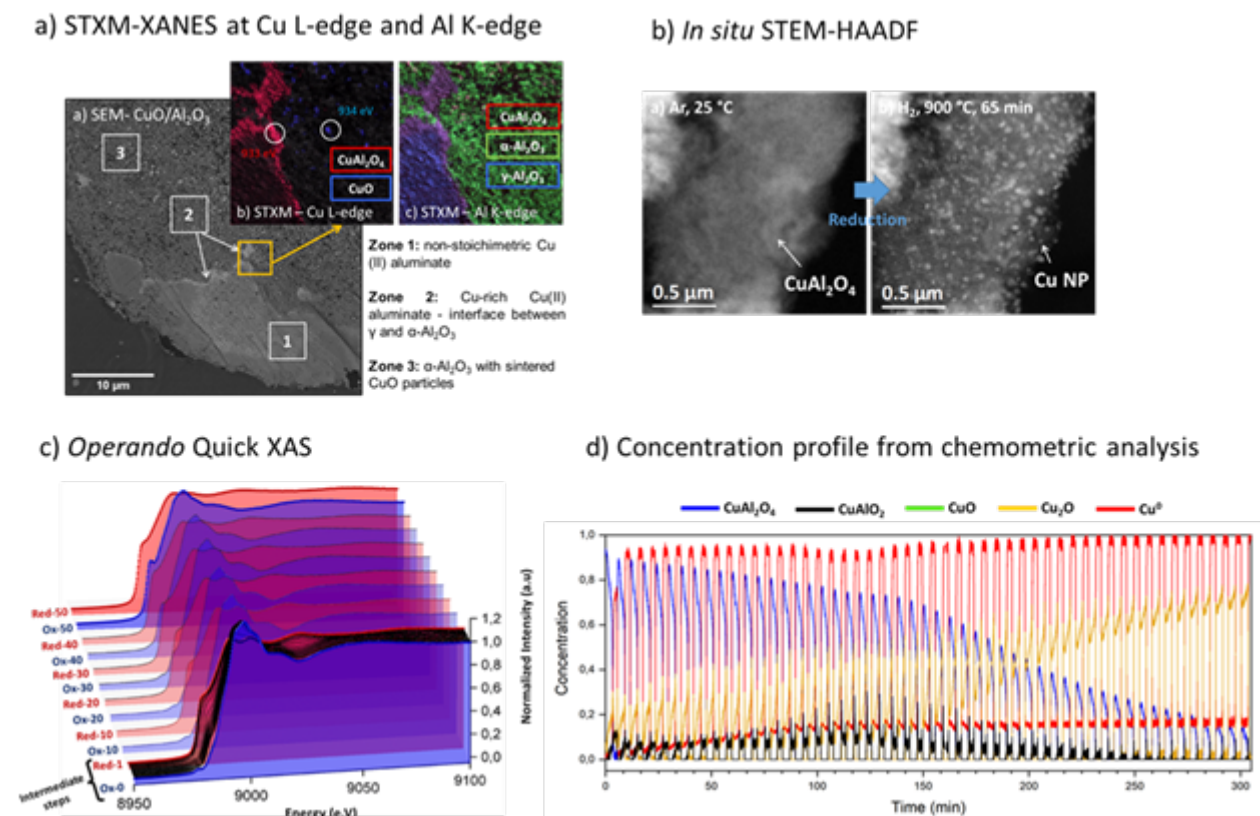 a) STXM-XANES at Cu L-edge and Al K-edge
a) SEM- CuO/Al₂O₃
3
2
1
10 μm
934 eV
933 eV
CuAl₂O₄
CuO
b) STXM – Cu L-edge
CuAl₂O₄
α-Al₂O₃
γ-Al₂O₃
c) STXM – Al K-edge
Zone 1: non-stoichimetric Cu
(II) aluminate
Zone 2: Cu-rich Cu(II)
aluminate - interface between
γ and α-Al₂O₃
Zone 3: α-Al₂O₃ with sintered
CuO particles
b) In situ STEM-HAADF
a) Ar, 25 °C
CuAl₂O₄
0.5 μm
Reduction
b) H₂, 900 °C, 65 min
Cu NP
0.5 μm
c) Operando Quick XAS
Red-50
Ox-50
Red-40
Ox-40
Red-30
Ox-30
Red-20
Ox-20
Red-10
Ox-10
Red-1
Ox-0
Intermediate
steps
8950
9000
9050
9100
Energy (e.V)
1,2
1,0
0,8
0,6
0,4
0,2
0,0
Normalized Intensity (a.u)
d) Concentration profile from chemometric analysis
CuAl₂O₄ CuAlO₂ CuO Cu₂O Cu⁰
1,0
0,8
0,6
0,4
0,2
0,0
Concentration
0 50 100 150 200 250 300
Time (min)